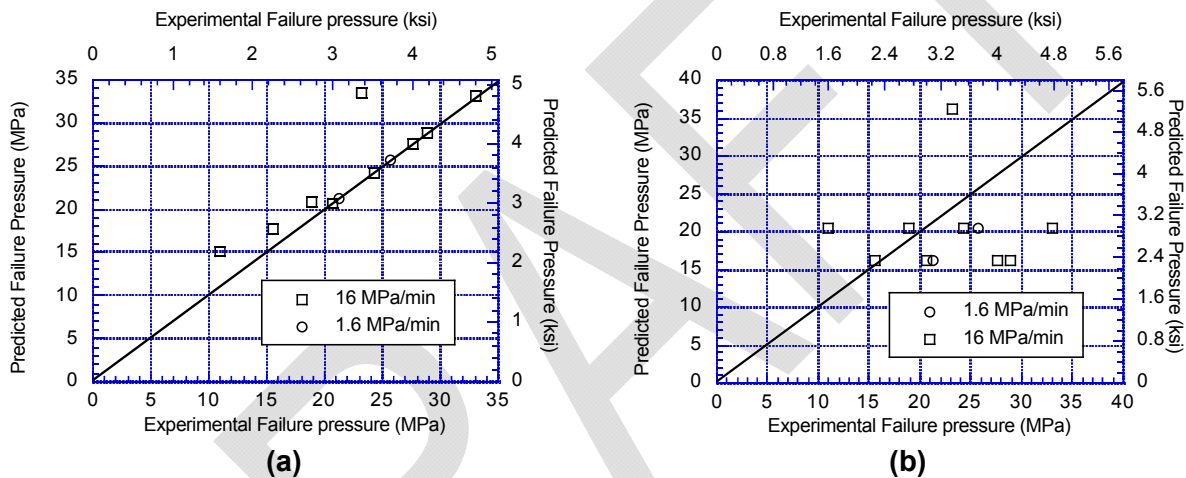 Experimental Failure pressure (ksi)
0 1 2 3 4 5
Predicted Failure Pressure (MPa)
35
30
25
20
15
10
5
0
5
4
3
2
1
0
Predicted Failure Pressure (ksi)
16 MPa/min
1.6 MPa/min
0 5 10 15 20 25 30 35
Experimental Failure pressure (MPa)
(a)
Experimental Failure pressure (ksi)
0 0.8 1.6 2.4 3.2 4 4.8 5.6
Predicted Failure Pressure (MPa)
40
35
30
25
20
15
10
5
0
5.6
4.8
4
3.2
2.4
1.6
0.8
0
Predicted Failure Pressure (ksi)
1.6 MPa/min
16 MPa/min
0 5 10 15 20 25 30 35 40
Experimental Failure pressure (MPa)
(b)